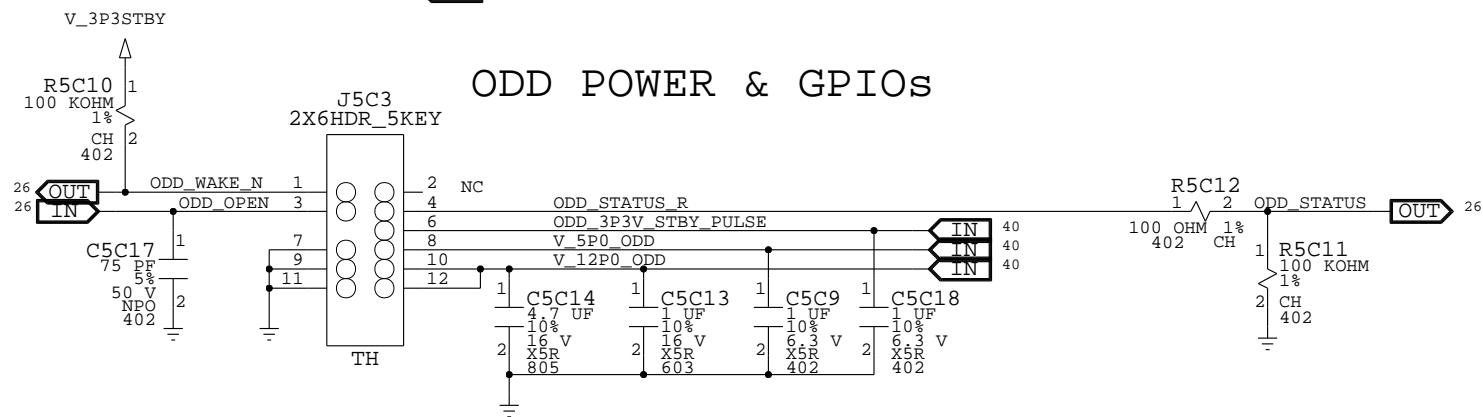 V_3P3STBY
ODD POWER & GPIOs
R5C10 1
100 KOHM
1%
CH 2
402
J5C3
2X6HDR_5KEY
26 OUT ODD_WAKE_N 1
26 IN ODD_OPEN 3
2 NC
4 ODD_STATUS_R
6 ODD_3P3V_STBY_PULSE
8 V_5P0_ODD
10 V_12P0_ODD
12
7
9
11
TH
IN 40
IN 40
IN 40
R5C12
1 2 ODD_STATUS OUT 26
100 OHM 1%
402 CH
1 R5C11
100 KOHM
1%
2 CH
402
1
C5C17
75 PF
5%
50 V
NPO
402
2
1 C5C14
4.7 UF
10%
16 V
2 X5R
805
1 C5C13
1 UF
10%
16 V
2 X5R
603
1 C5C9
1 UF
10%
6.3 V
2 X5R
402
1 C5C18
1 UF
10%
6.3 V
2 X5R
402